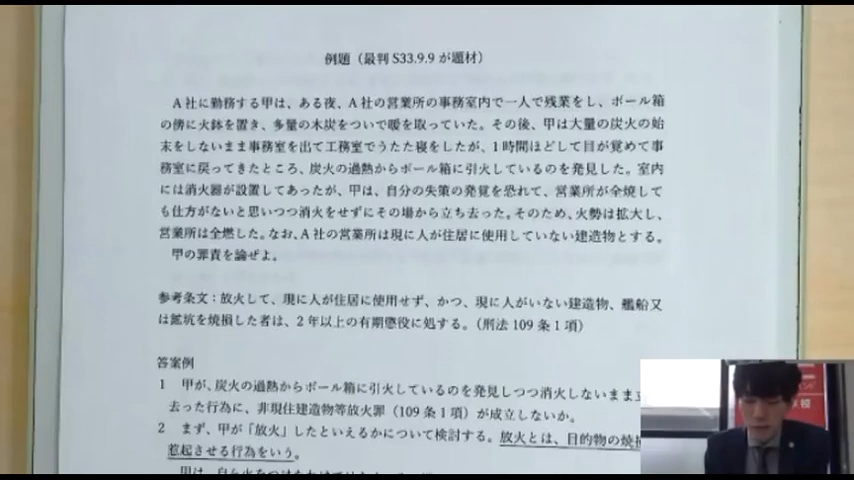 例題（最判 S33.9.9 が題材）
A社に勤務する甲は、ある夜、A社の営業所の事務室内で一人で残業をし、ボール箱
の傍に火鉢を置き、多量の木炭をついで暖を取っていた。その後、甲は大量の炭火の始
末をしないまま事務室を出て工務室でうたた寝をしたが、1時間ほどして目が覚めて事
務室に戻ってきたところ、炭火の過熱からボール箱に引火しているのを発見した。室内
には消火器が設置してあったが、甲は、自分の失策の発覚を恐れて、営業所が全焼して
も仕方がないと思いつつ消火をせずにその場から立ち去った。そのため、火勢は拡大し、
営業所は全燃した。なお、A社の営業所は現に人が住居に使用していない建造物とする。
甲の罪責を論ぜよ。
参考条文：放火して、現に人が住居に使用せず、かつ、現に人がいない建造物、艦船又
は鉱坑を焼損した者は、2年以上の有期懲役に処する。（刑法109条1項）
答案例
1 甲が、炭火の過熱からボール箱に引火しているのを発見しつつ消火しないまま
去った行為に、非現住建造物等放火罪（109条1項）が成立しないか。
2 まず、甲が「放火」したといえるかについて検討する。放火とは、目的物の焼
惹起させる行為をいう。